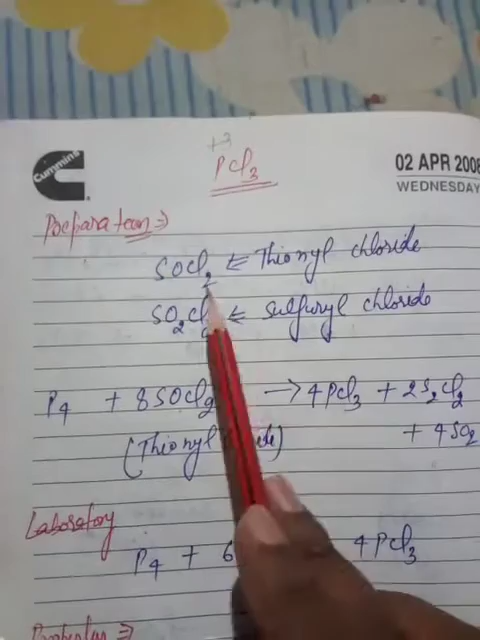 +3
PCl3
Cummins
02 APR 2008
WEDNESDAY
Preparation ⇒
SOCl2 ⇐ Thionyl chloride
SO2Cl ⇐ Sulfuryl chloride
P4 + 8SOCl2 → 4PCl3 + 2S2Cl2
(Thionyl + 4SO2
Laboratory
P4 + 6 4PCl3